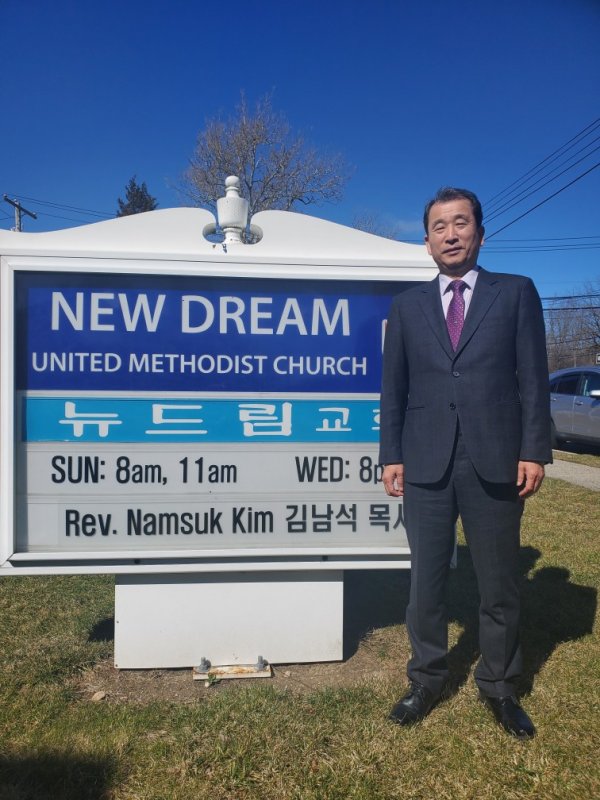 NEW DREAM
UNITED METHODIST CHURCH
뉴드림교
SUN: 8am, 11am WED: 8p
Rev. Namsuk Kim 김남석 목사